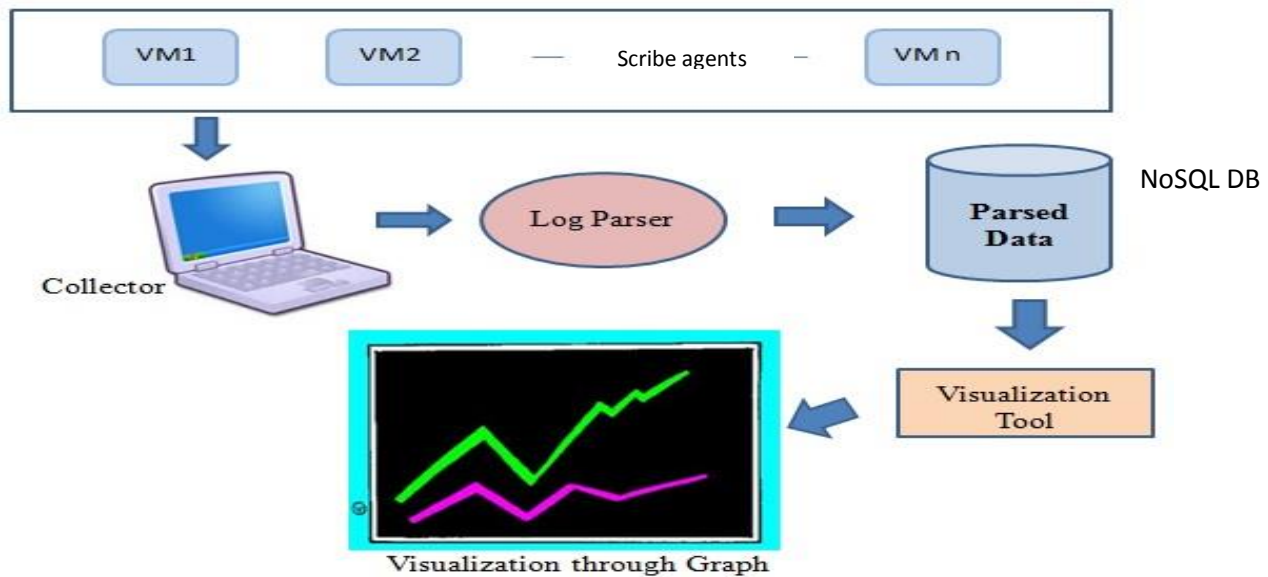 VM1
VM2
Scribe agents
VM n
NoSQL DB
Parsed
Data
Log Parser
Collector
Visualization
Tool
Visualization through Graph